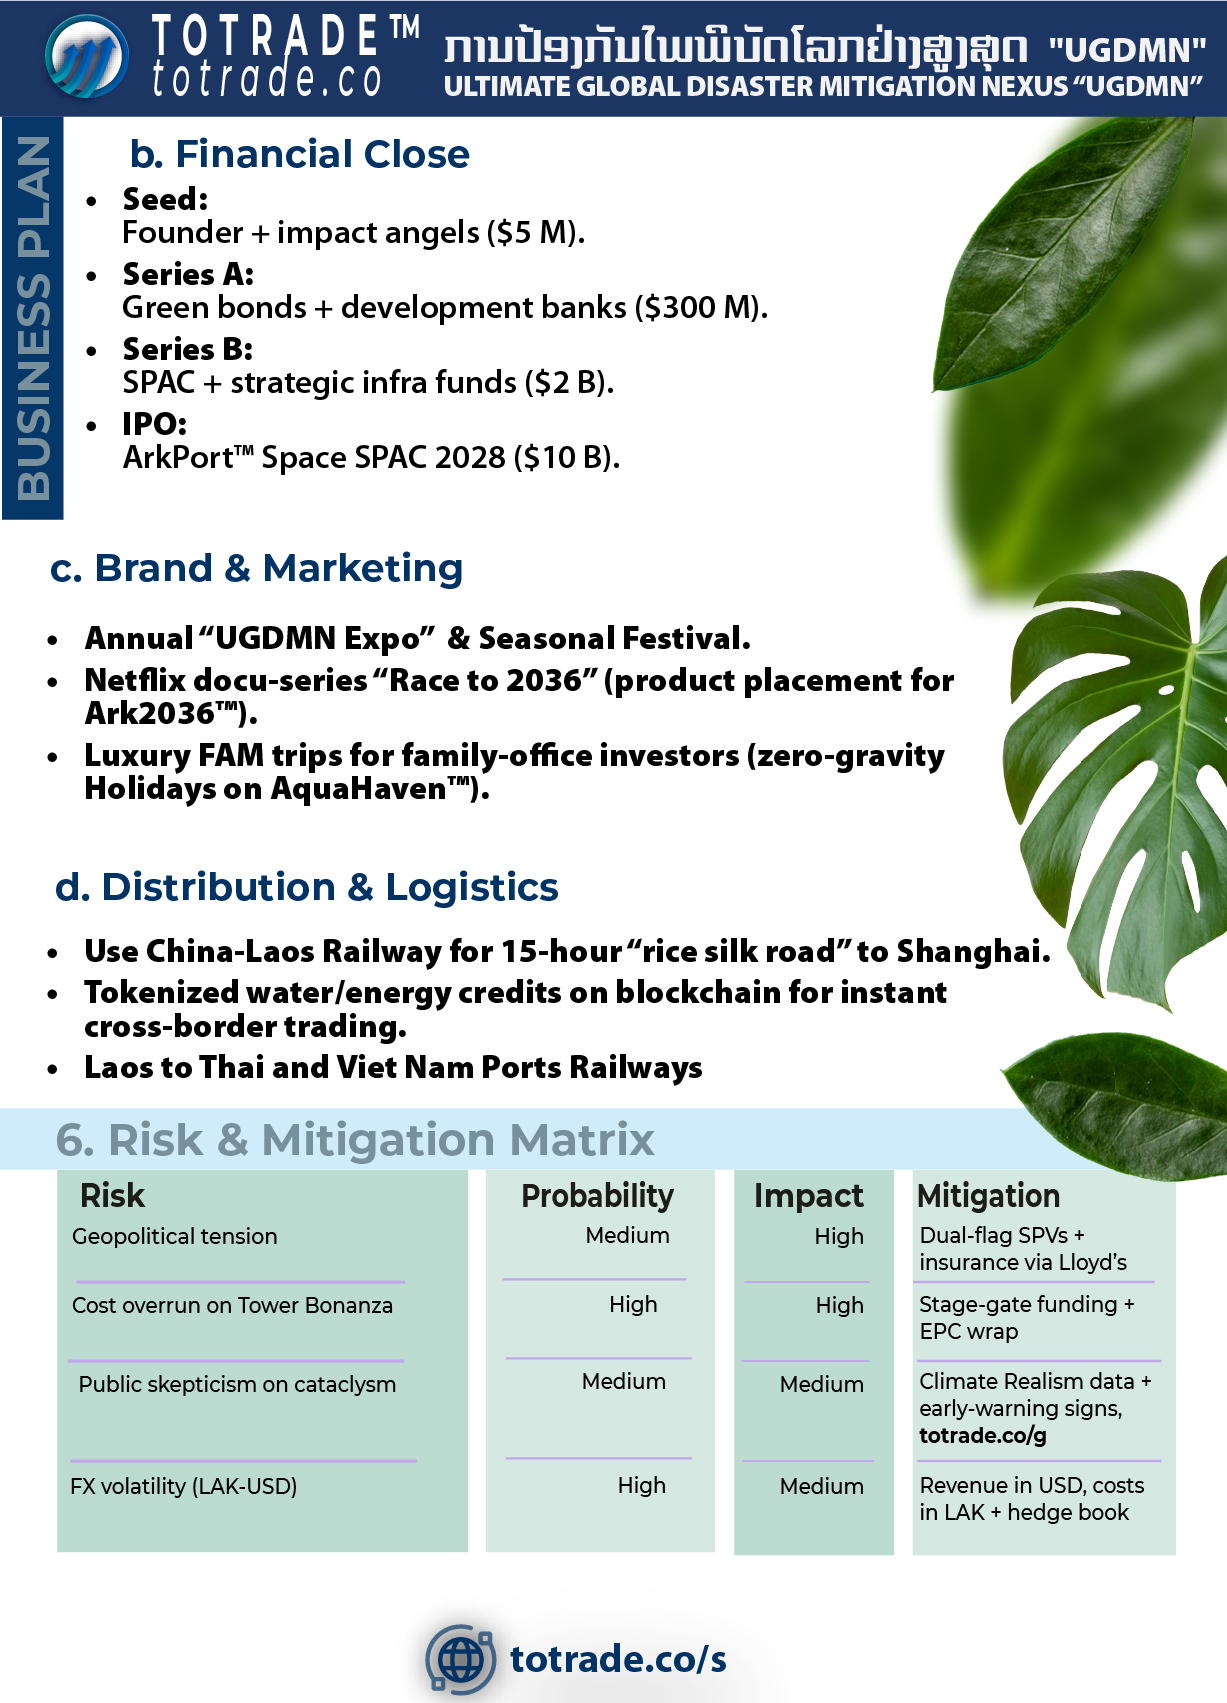 TOTRADE™
totrade.co
ການປ້ອງກັນໄພພິບັດໂລກຢ່າງສູງສຸດ "UGDMN"
ULTIMATE GLOBAL DISASTER MITIGATION NEXUS “UGDMN”
BUSINESS PLAN
b. Financial Close
• Seed:
Founder + impact angels ($5 M).
• Series A:
Green bonds + development banks ($300 M).
• Series B:
SPAC + strategic infra funds ($2 B).
• IPO:
ArkPort™ Space SPAC 2028 ($10 B).
c. Brand & Marketing
• Annual “UGDMN Expo” & Seasonal Festival.
• Netflix docu-series “Race to 2036” (product placement for
Ark2036™).
• Luxury FAM trips for family-office investors (zero-gravity
Holidays on AquaHaven™).
d. Distribution & Logistics
• Use China-Laos Railway for 15-hour “rice silk road” to Shanghai.
• Tokenized water/energy credits on blockchain for instant
cross-border trading.
• Laos to Thai and Viet Nam Ports Railways
6. Risk & Mitigation Matrix
Risk Probability Impact Mitigation
Geopolitical tension Medium High Dual-flag SPVs +
insurance via Lloyd’s
Cost overrun on Tower Bonanza High High Stage-gate funding +
EPC wrap
Public skepticism on cataclysm Medium Medium Climate Realism data +
early-warning signs,
totrade.co/g
FX volatility (LAK-USD) High Medium Revenue in USD, costs
in LAK + hedge book
totrade.co/s